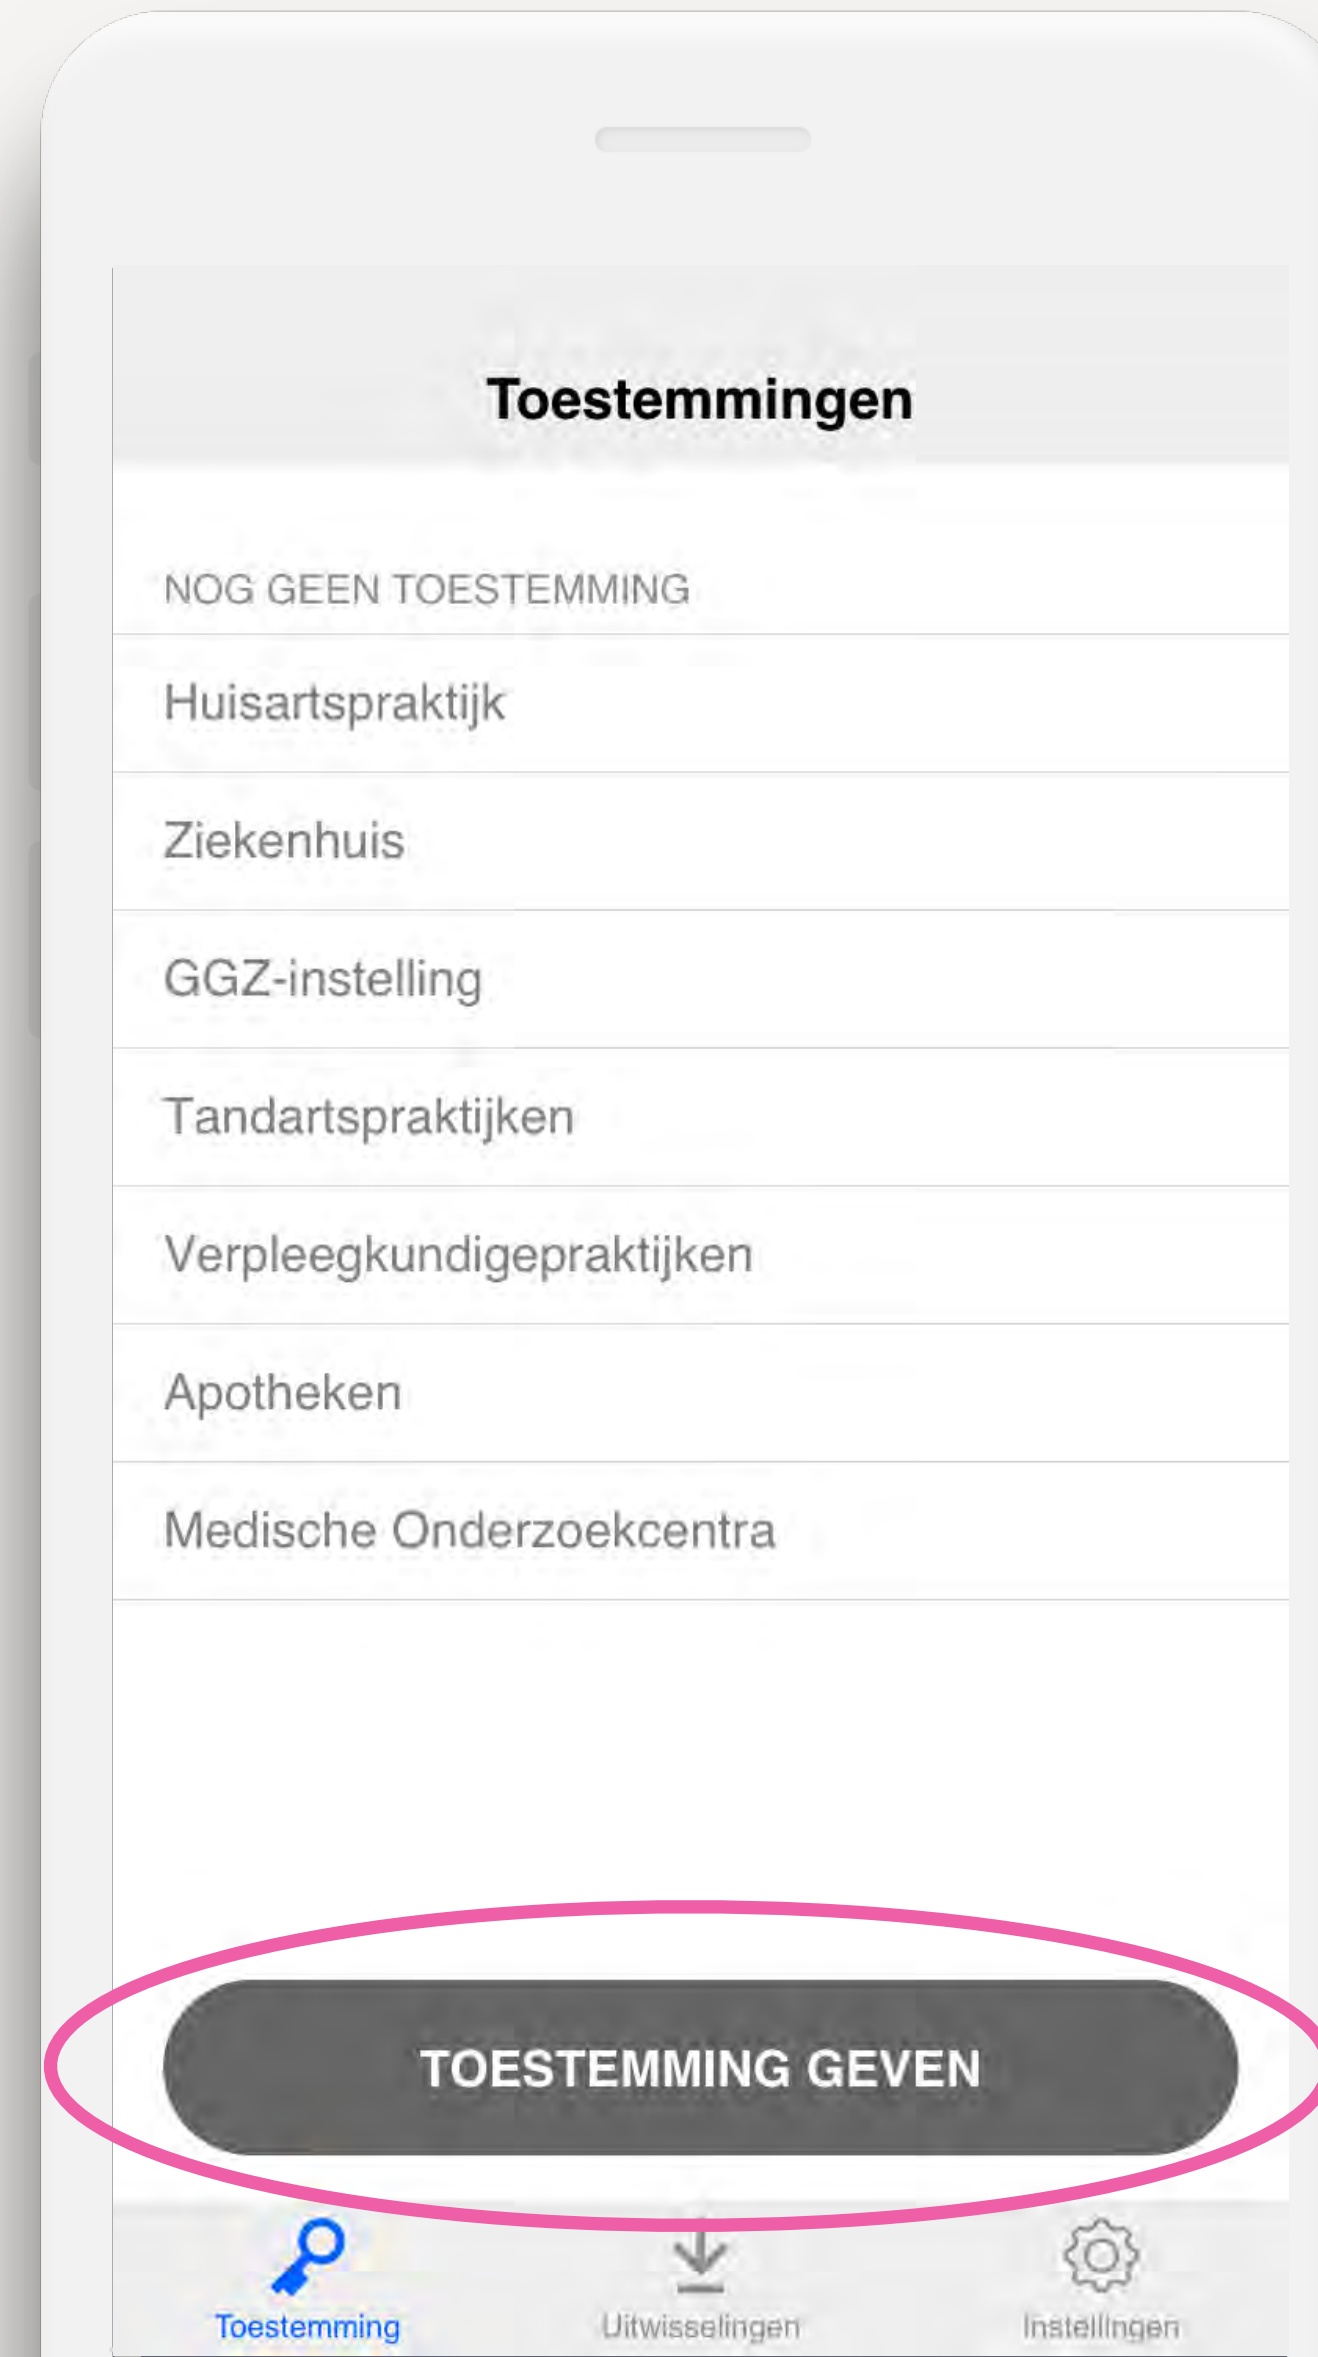 Toestemmingen
NOG GEEN TOESTEMMING
Huisartspraktijk
Ziekenhuis
GGZ-instelling
Tandartspraktijken
Verpleegkundigepraktijken
Apotheken
Medische Onderzoekcentra
TOESTEMMING GEVEN
Toestemming Uitwisselingen Instellingen